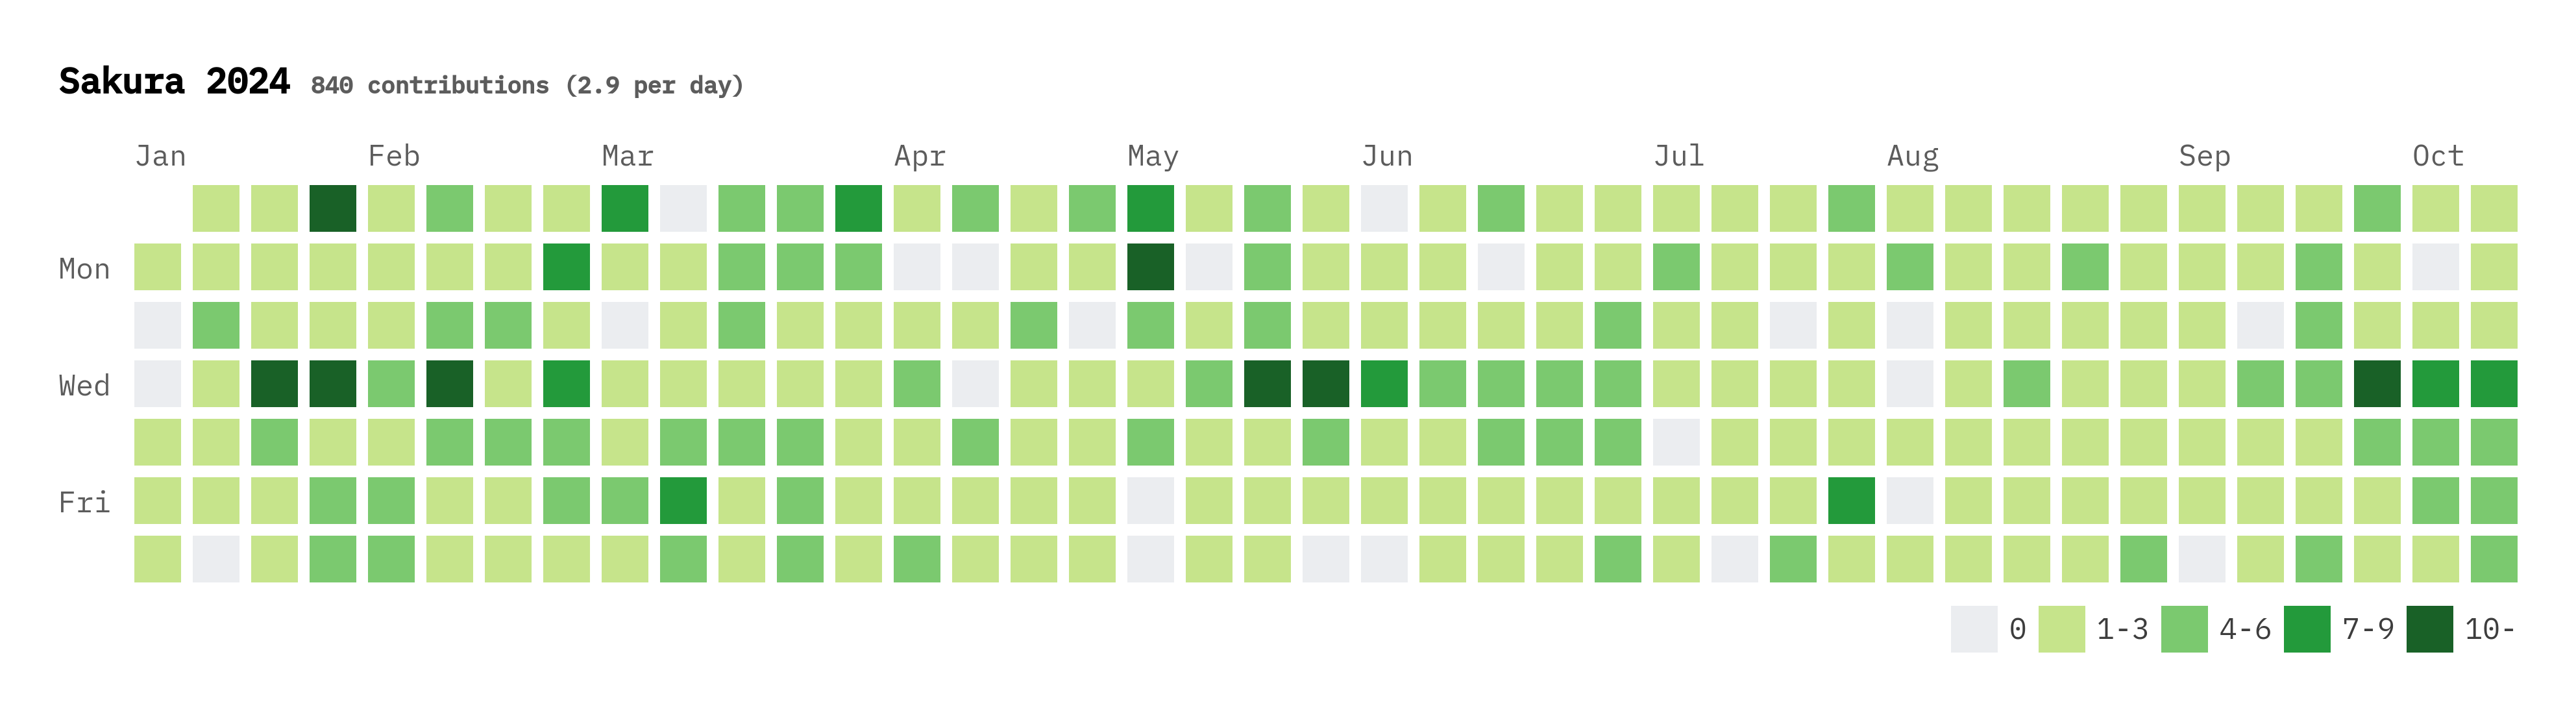 Sakura 2024 840 contributions (2.9 per day)
Jan Feb Mar Apr May Jun Jul Aug Sep Oct
Mon
Wed
Fri
0 1-3 4-6 7-9 10-